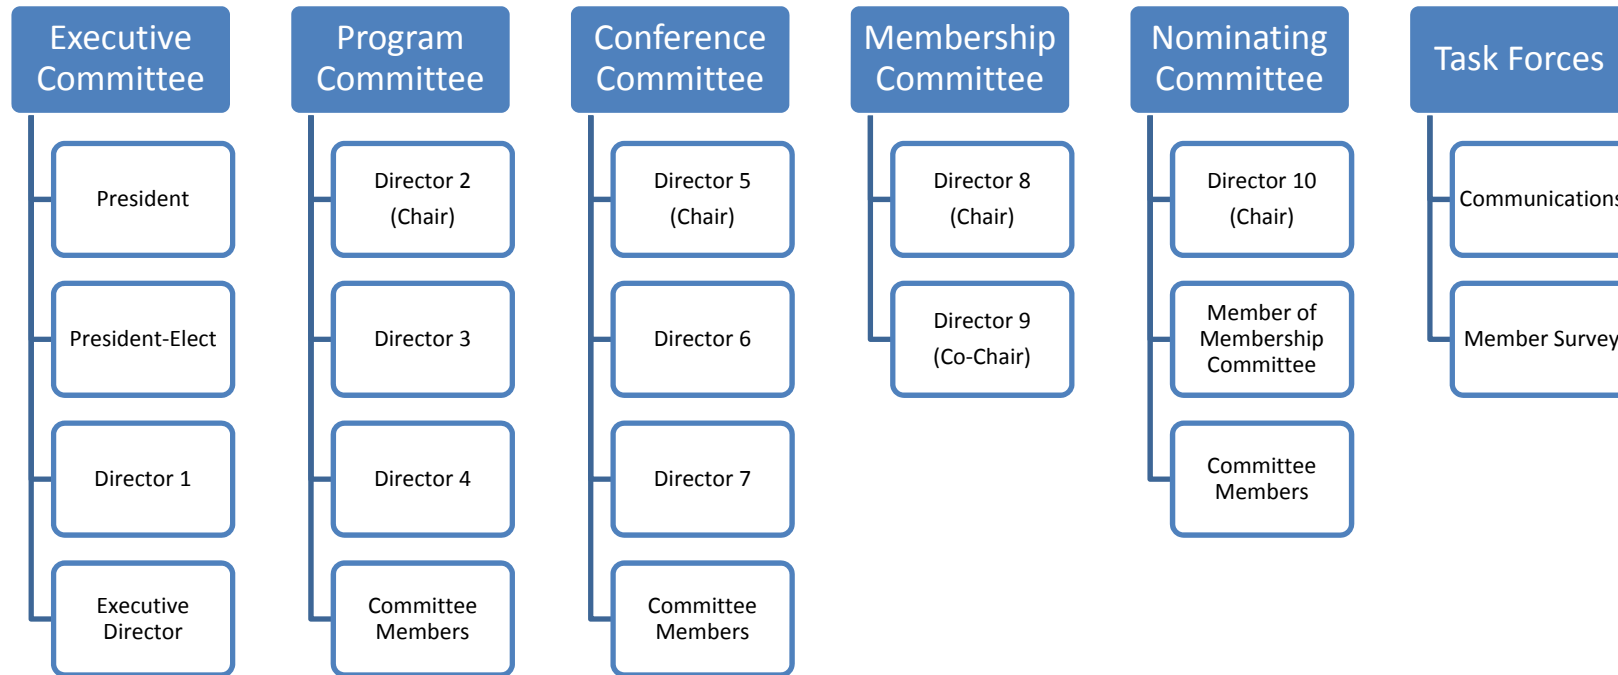 Executive
Committee
President
President-Elect
Director 1
Executive
Director
Program
Committee
Director 2
(Chair)
Director 3
Director 4
Committee
Members
Conference
Committee
Director 5
(Chair)
Director 6
Director 7
Committee
Members
Membership
Committee
Director 8
(Chair)
Director 9
(Co-Chair)
Nominating
Committee
Director 10
(Chair)
Member of
Membership
Committee
Committee
Members
Task Forces
Communications
Member Survey